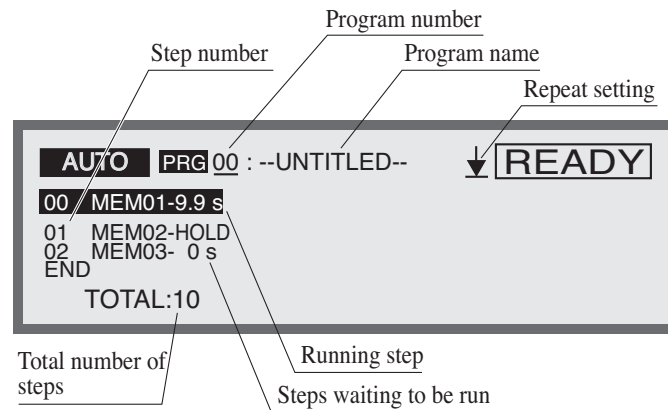 Program number
Step number
Program name
Repeat setting
AUTO PRG 00 : --UNTITLED-- READY
00 MEM01-9.9 s
01 MEM02-HOLD
02 MEM03- 0 s
END
TOTAL:10
Total number of
steps
Running step
Steps waiting to be run